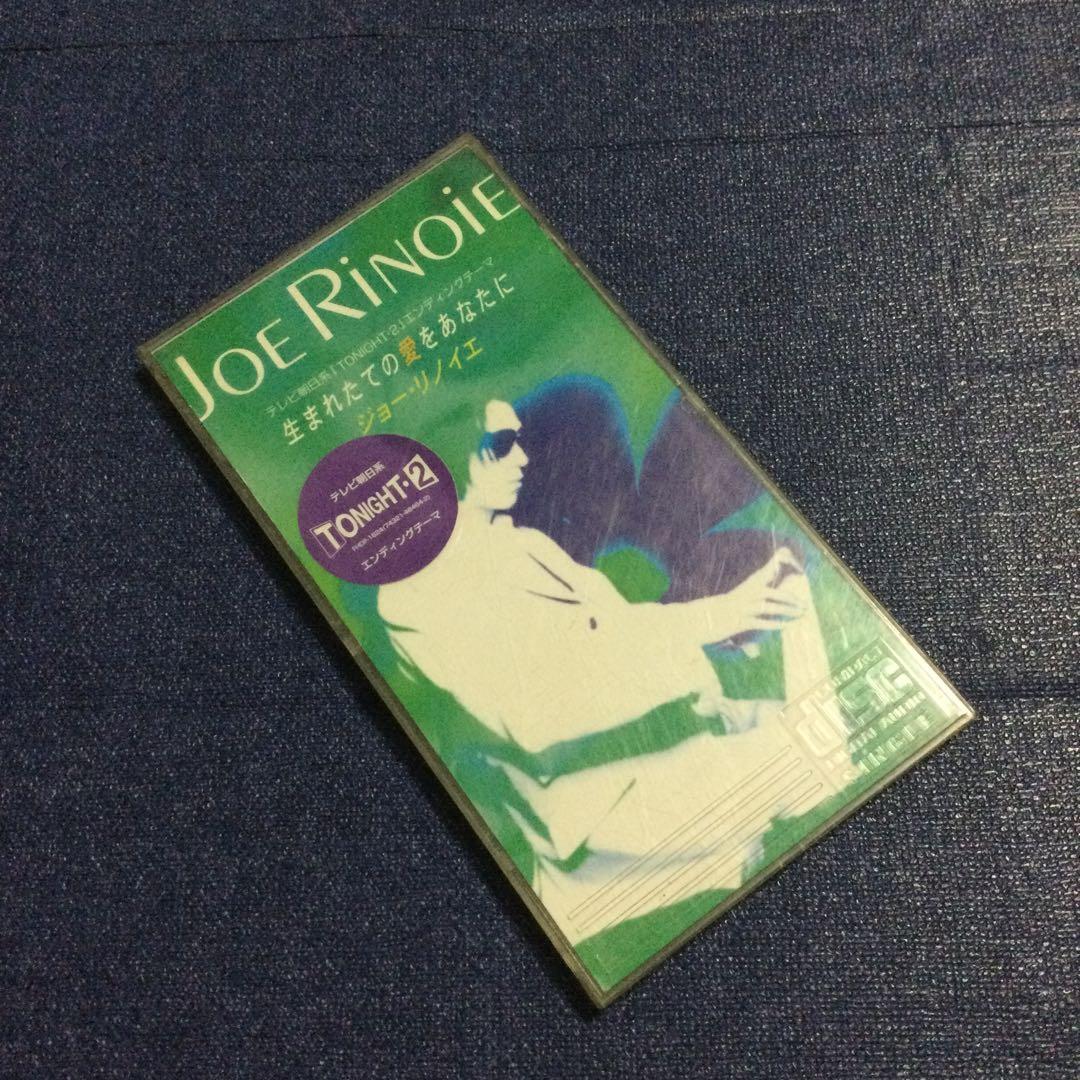 JOE RINOIE
テレビ朝日系「TONIGHT・2」エンディングテーマ
生まれたての愛をあなたに
ジョー・リノイエ
テレビ朝日系
TONIGHT・2
エンディングテーマ
disc
SINGLE